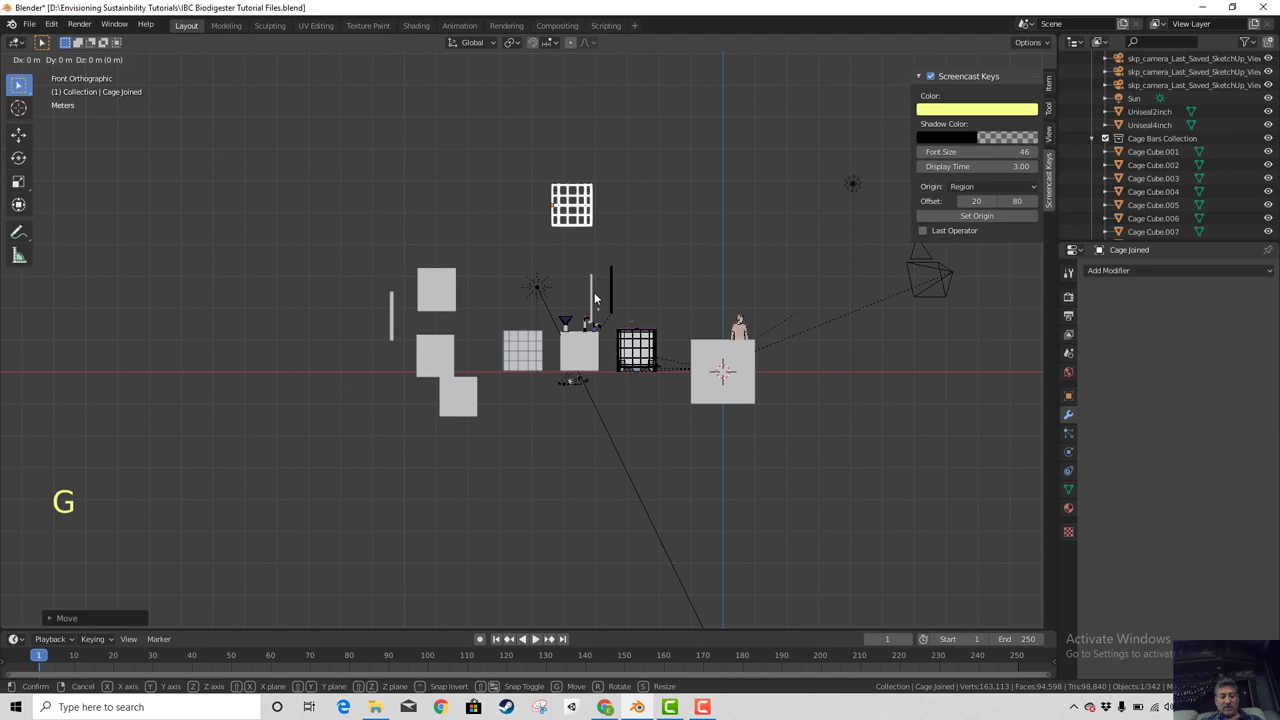 Blender* [D:\Envisioning Sustainbility Tutorials\IBC Biodigester Tutorial Files.blend]
File Edit Render Window Help Layout Modeling Sculpting UV Editing Texture Paint Shading Animation Rendering Compositing Scripting Scene View Layer
Global Options
Dx: 0 m Dy: 0 m Dz: 0 m (0 m)
Front Orthographic
(1) Collection | Cage Joined
Meters
Screencast Keys
Color:
Shadow Color:
Font Size 46
Display Time 3.00
Origin: Region
Offset: 20 80
Set Origin
Last Operator
Item
Tool
View
Screencast Keys
skp_camera_Last_Saved_SketchUp_View
skp_camera_Last_Saved_SketchUp_View
skp_camera_Last_Saved_SketchUp_View
Sun
Uniseal2inch
Uniseal4inch
Cage Bars Collection
Cage Cube.001
Cage Cube.002
Cage Cube.003
Cage Cube.004
Cage Cube.005
Cage Cube.006
Cage Cube.007
Cage Joined
Add Modifier
G
Move
Playback Keying View Marker 1 Start 1 End 250
1 10 20 30 40 50 60 70 80 90 100 110 120 130 140 150 160 170 180 190 200 210 220 230 240 250
Activate Windows
Go to Settings to activat
Confirm Cancel X X axis Y Y axis Z Z axis X X plane Y Y plane Z Z plane Snap Invert Snap Toggle G Move R Rotate S Resize Collection | Cage Joined | Verts:163,113 | Faces:94,598 | Tris:98,840 | Objects:1/342 | M
Type here to search